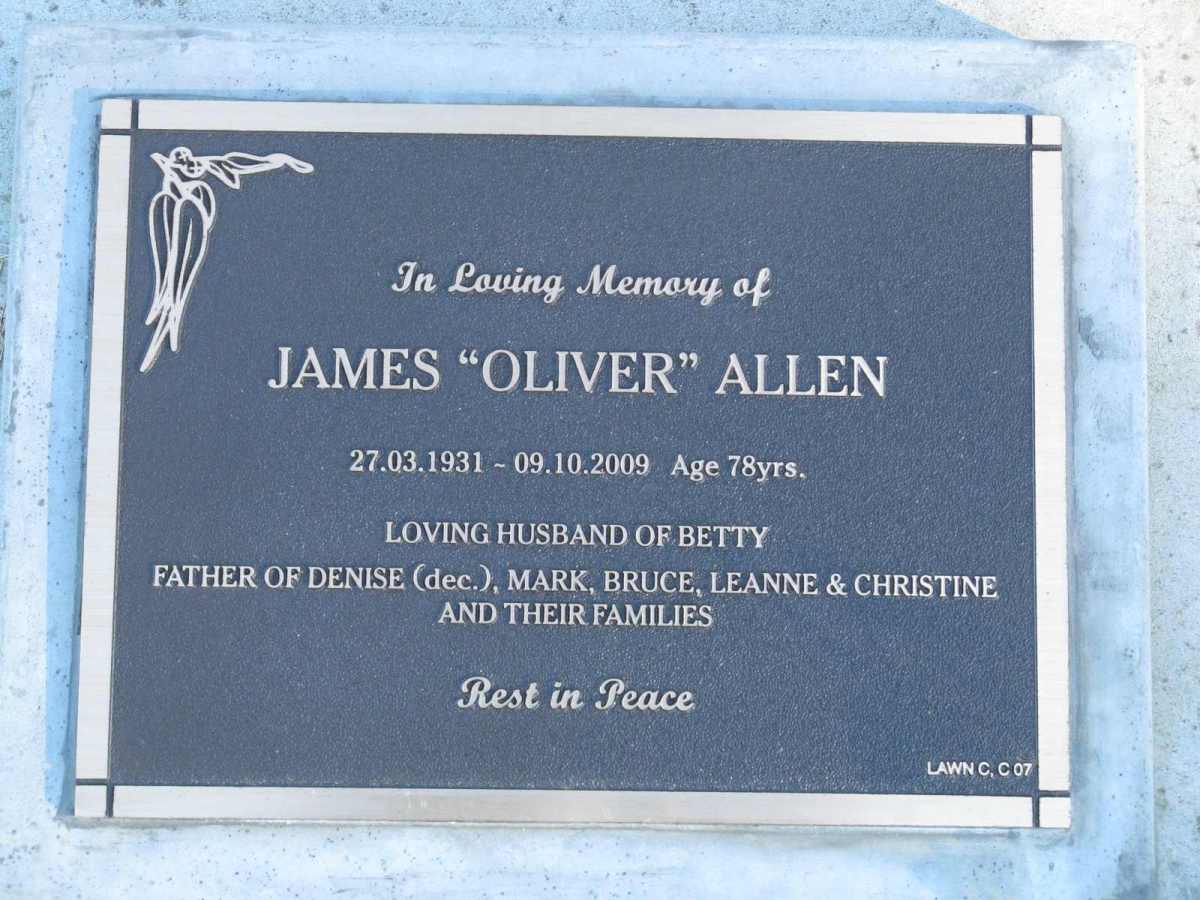 In Loving Memory of
JAMES “OLIVER” ALLEN
27.03.1931 ~ 09.10.2009 Age 78yrs.
LOVING HUSBAND OF BETTY
FATHER OF DENISE (dec.), MARK, BRUCE, LEANNE & CHRISTINE
AND THEIR FAMILIES
Rest in Peace
LAWN C, C 07